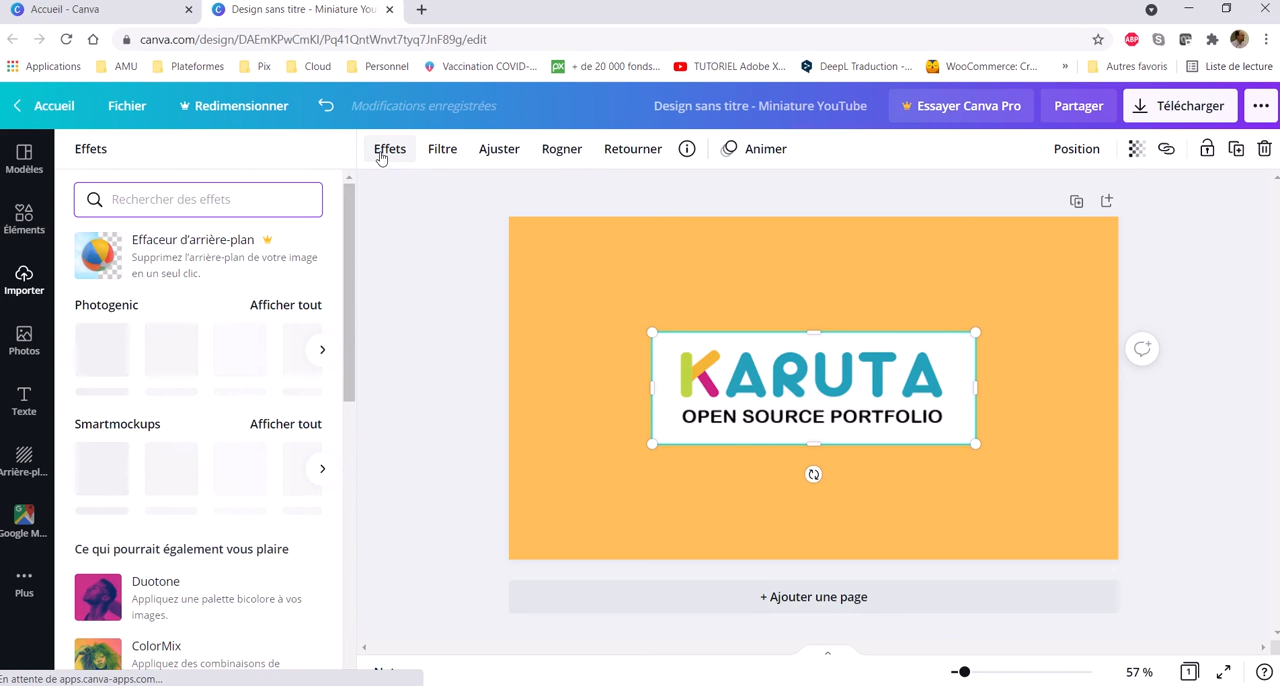 Accueil - Canva
Design sans titre - Miniature You
canva.com/design/DAEmKPwCmKI/Pq41QntWnvt7tyq7JnF89g/edit
Applications AMU Plateformes Pix Cloud Personnel Vaccination COVID-... + de 20 000 fonds... TUTORIEL Adobe X... DeepL Traduction -... WooCommerce: Cr... » Autres favoris Liste de lecture
Accueil Fichier Redimensionner Modifications enregistrées Design sans titre - Miniature YouTube Essayer Canva Pro Partager Télécharger
Effets
Effets Filtre Ajuster Rogner Retourner Animer Position
Modèles
Éléments
Importer
Photos
Texte
Arrière-pl...
Google M...
Plus
Rechercher des effets
Effaceur d'arrière-plan
Supprimez l'arrière-plan de votre image
en un seul clic.
Photogenic Afficher tout
Smartmockups Afficher tout
Ce qui pourrait également vous plaire
Duotone
Appliquez une palette bicolore à vos
images.
ColorMix
Appliquez des combinaisons de
KARUTA
OPEN SOURCE PORTFOLIO
+ Ajouter une page
En attente de apps.canva-apps.com...
57 % 1